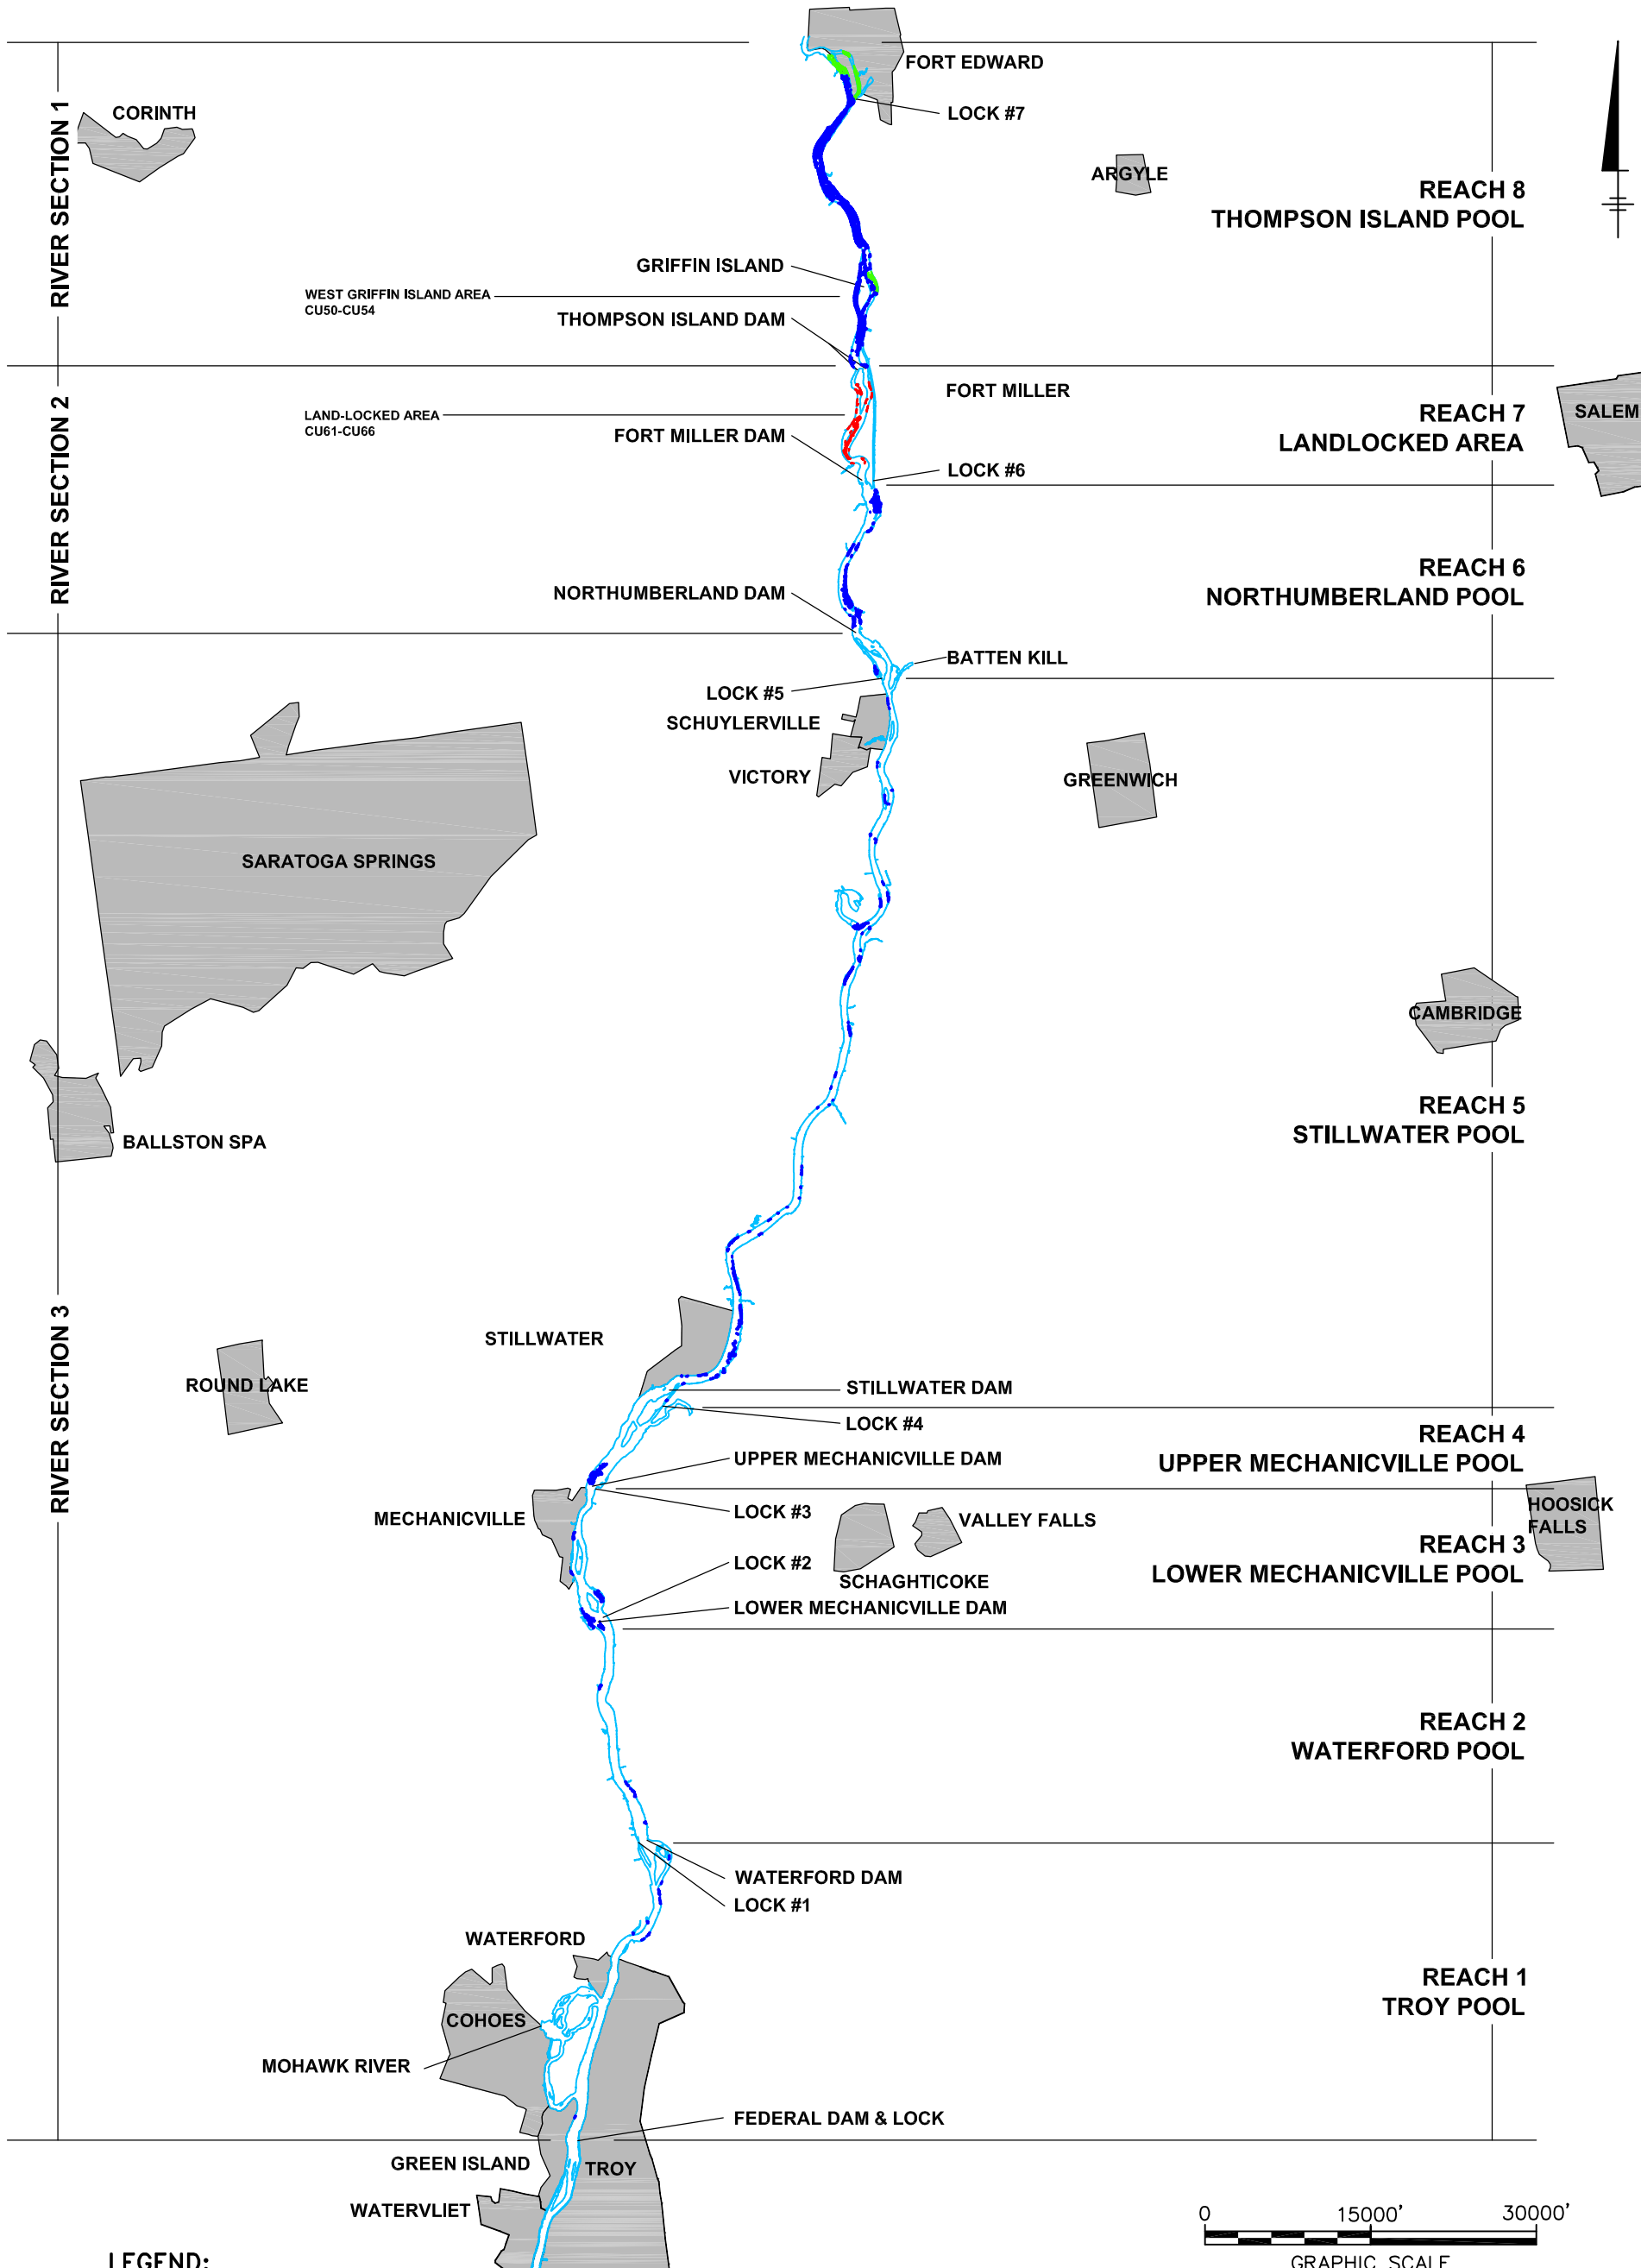 FORT EDWARD
LOCK #7
CORINTH
RIVER SECTION 1
ARGYLE
REACH 8
THOMPSON ISLAND POOL
GRIFFIN ISLAND
WEST GRIFFIN ISLAND AREA
CU50-CU54
THOMPSON ISLAND DAM
FORT MILLER
RIVER SECTION 2
LAND-LOCKED AREA
CU61-CU66
FORT MILLER DAM
REACH 7
LANDLOCKED AREA
SALEM
LOCK #6
REACH 6
NORTHUMBERLAND POOL
NORTHUMBERLAND DAM
BATTEN KILL
LOCK #5
SCHUYLERVILLE
VICTORY
GREENWICH
SARATOGA SPRINGS
CAMBRIDGE
REACH 5
STILLWATER POOL
BALLSTON SPA
RIVER SECTION 3
STILLWATER
ROUND LAKE
STILLWATER DAM
LOCK #4
REACH 4
UPPER MECHANICVILLE POOL
UPPER MECHANICVILLE DAM
MECHANICVILLE
LOCK #3
VALLEY FALLS
HOOSICK
FALLS
REACH 3
LOWER MECHANICVILLE POOL
LOCK #2
SCHAGHTICOKE
LOWER MECHANICVILLE DAM
REACH 2
WATERFORD POOL
WATERFORD DAM
LOCK #1
WATERFORD
REACH 1
TROY POOL
COHOES
MOHAWK RIVER
FEDERAL DAM & LOCK
GREEN ISLAND
TROY
WATERVLIET
0 15000' 30000'
GRAPHIC SCALE
LEGEND: